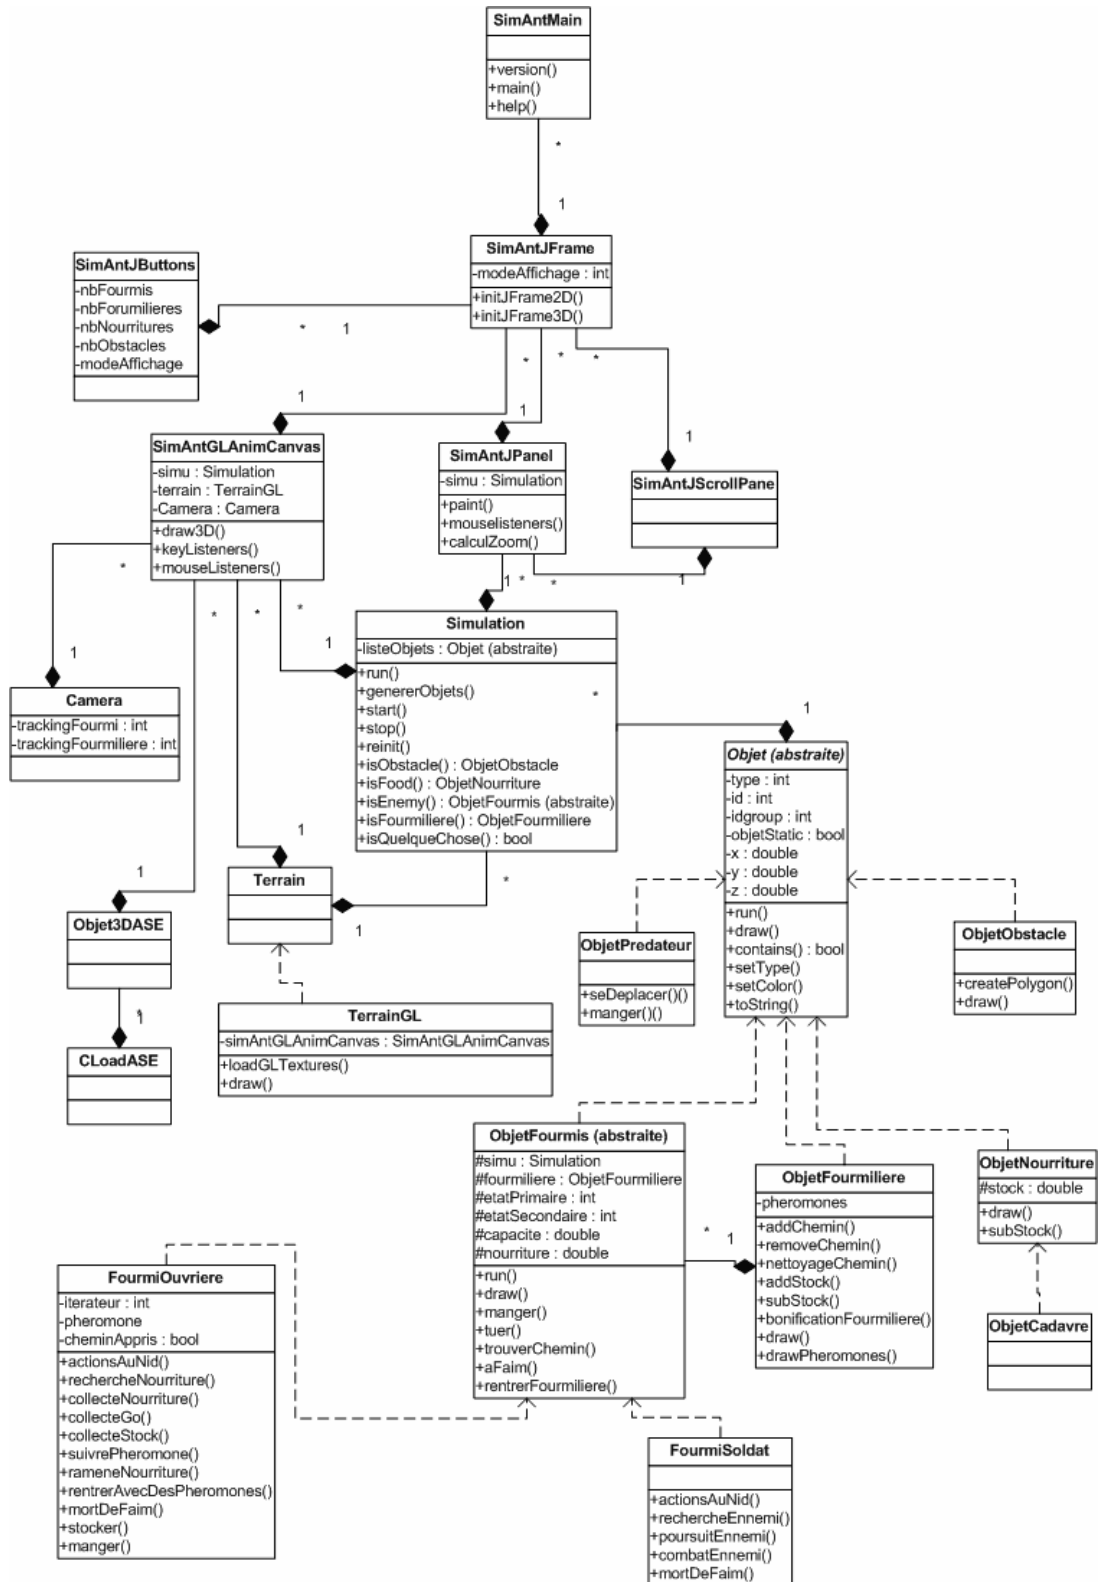 SimAntMain
+version()
+main()
+help()
*
1
SimAntJFrame
-modeAffichage : int
+initJFrame2D()
+initJFrame3D()
SimAntJButtons
-nbFourmis
-nbForumilieres
-nbNourritures
-nbObstacles
-modeAffichage
*
1
*
*
*
1
1
1
SimAntGLAnimCanvas
-simu : Simulation
-terrain : TerrainGL
-Camera : Camera
+draw3D()
+keyListeners()
+mouseListeners()
SimAntJPanel
-simu : Simulation
+paint()
+mouselisteners()
+calculZoom()
SimAntJScrollPane
*
*
*
*
1
*
*
1
1
1
Simulation
-listeObjets : Objet (abstraite)
+run()
+genererObjets()
+start()
+stop()
+reinit()
+isObstacle() : ObjetObstacle
+isFood() : ObjetNourriture
+isEnemy() : ObjetFourmis (abstraite)
+isFourmiliere() : ObjetFourmiliere
+isQuelqueChose() : bool
Camera
-trackingFourmi : int
-trackingFourmiliere : int
*
1
Objet (abstraite)
-type : int
-id : int
-idgroup : int
-objetStatic : bool
-x : double
-y : double
-z : double
+run()
+draw()
+contains() : bool
+setType()
+setColor()
+toString()
1
1
Terrain
*
1
Objet3DASE
*
1
CLoadASE
TerrainGL
-simAntGLAnimCanvas : SimAntGLAnimCanvas
+loadGLTextures()
+draw()
ObjetPredateur
+seDeplacer()()
+manger()()
ObjetObstacle
+createPolygon()
+draw()
ObjetFourmis (abstraite)
#simu : Simulation
#fourmiliere : ObjetFourmiliere
#etatPrimaire : int
#etatSecondaire : int
#capacite : double
#nourriture : double
+run()
+draw()
+manger()
+tuer()
+trouverChemin()
+aFaim()
+rentrerFourmiliere()
*
1
ObjetFourmiliere
-pheromones
+addChemin()
+removeChemin()
+nettoyageChemin()
+addStock()
+subStock()
+bonificationFourmiliere()
+draw()
+drawPheromones()
ObjetNourriture
#stock : double
+draw()
+subStock()
ObjetCadavre
FourmiOuvriere
-iterateur : int
-pheromone
-cheminAppris : bool
+actionsAuNid()
+rechercheNourriture()
+collecteNourriture()
+collecteGo()
+collecteStock()
+suivrePheromone()
+rameneNourriture()
+rentrerAvecDesPheromones()
+mortDeFaim()
+stocker()
+manger()
FourmiSoldat
+actionsAuNid()
+rechercheEnnemi()
+poursuitEnnemi()
+combatEnnemi()
+mortDeFaim()